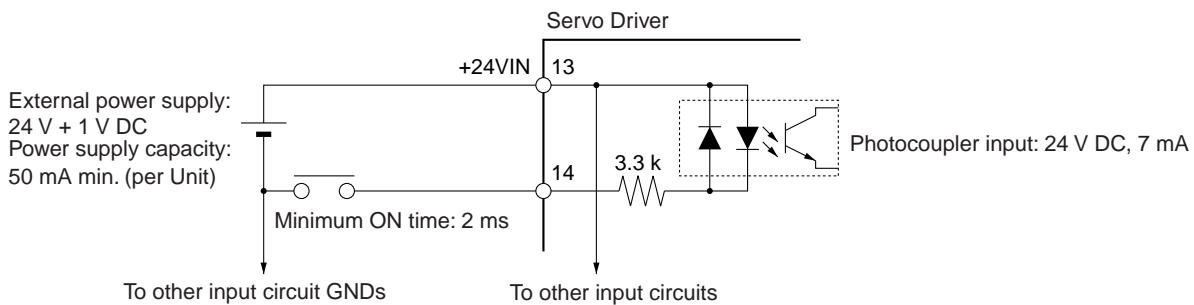 Servo Driver
+24VIN
13
External power supply:
24 V + 1 V DC
Power supply capacity:
50 mA min. (per Unit)
Photocoupler input: 24 V DC, 7 mA
14
3.3 k
Minimum ON time: 2 ms
To other input circuit GNDs
To other input circuits